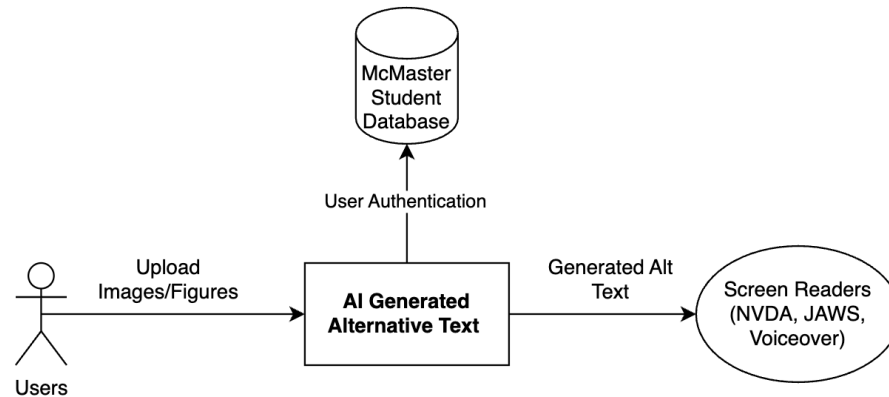 McMaster
Student
Database
User Authentication
Upload
Images/Figures
AI Generated
Alternative Text
Generated Alt
Text
Screen Readers
(NVDA, JAWS,
Voiceover)
Users